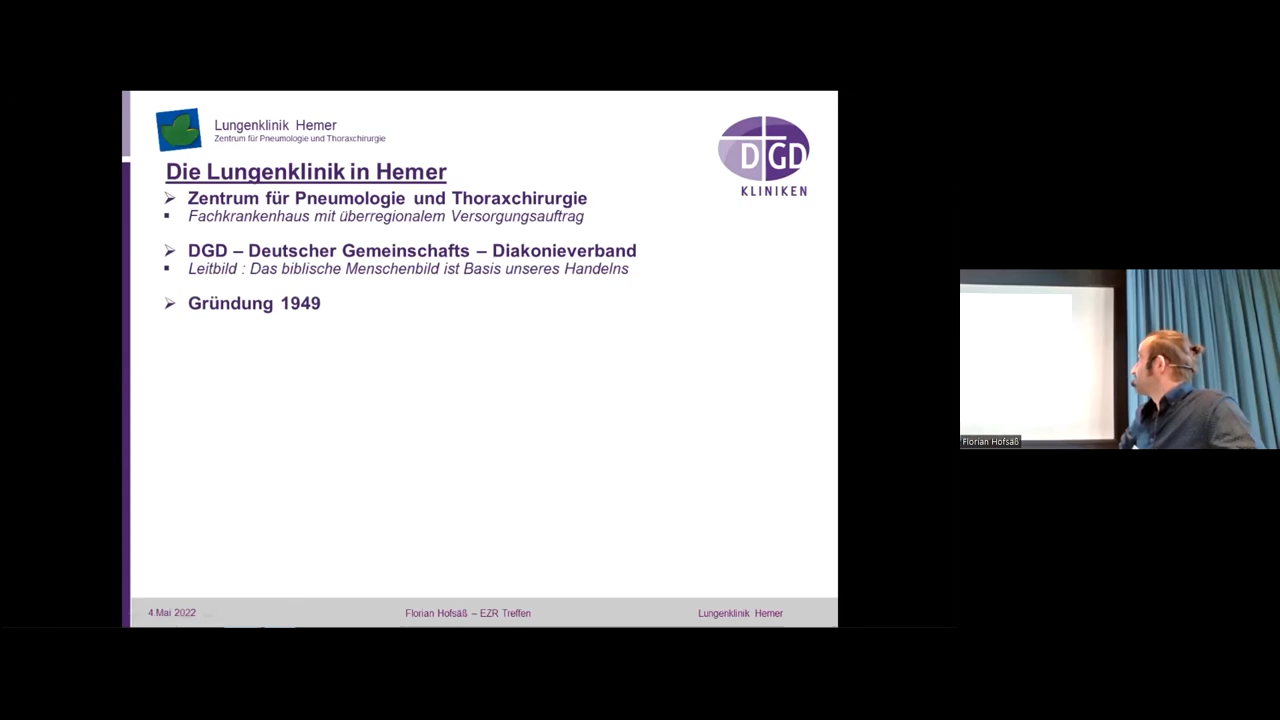 Lungenklinik Hemer
Zentrum für Pneumologie und Thoraxchirurgie
DGD
KLINIKEN
Die Lungenklinik in Hemer
➢ Zentrum für Pneumologie und Thoraxchirurgie
▪ Fachkrankenhaus mit überregionalem Versorgungsauftrag
➢ DGD – Deutscher Gemeinschafts – Diakonieverband
▪ Leitbild : Das biblische Menschenbild ist Basis unseres Handelns
➢ Gründung 1949
4.Mai 2022
Florian Hofsäß – EZR Treffen
Lungenklinik Hemer
Florian Hofsäß